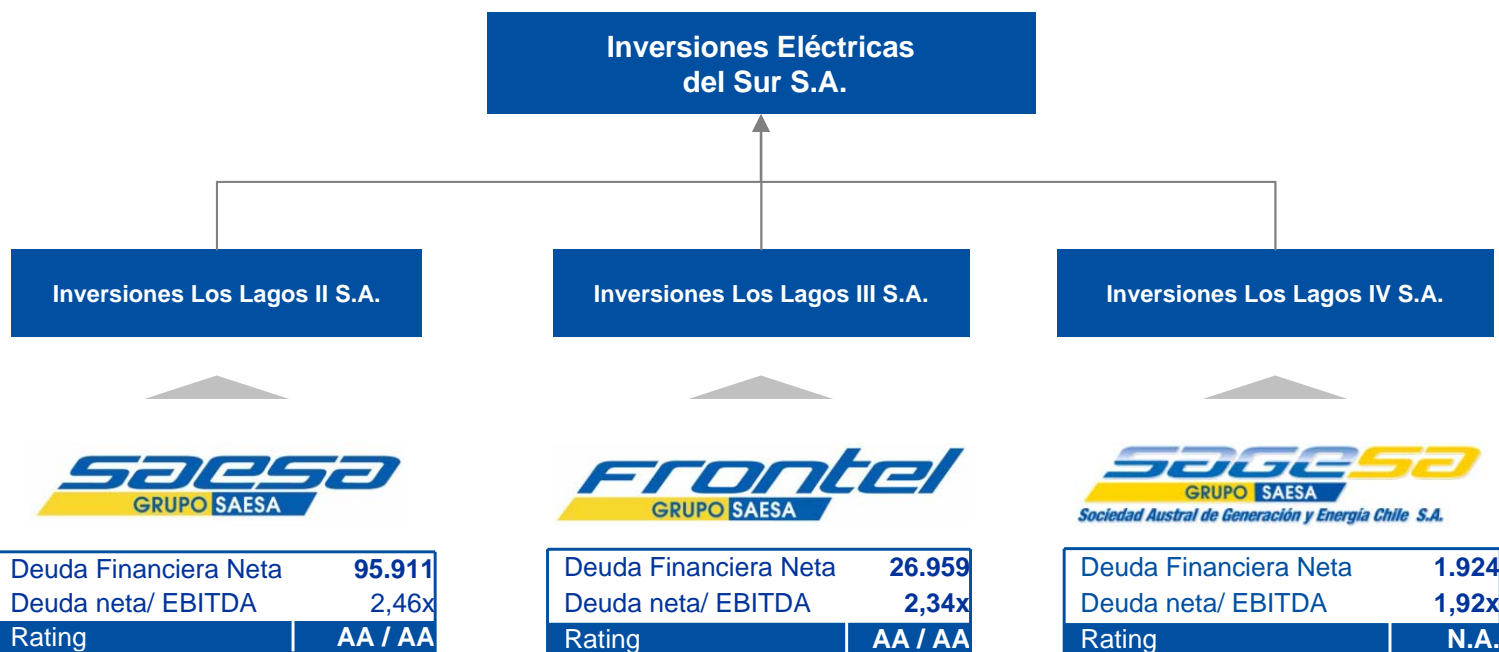 Inversiones Eléctricas
del Sur S.A.
Inversiones Los Lagos II S.A.
Inversiones Los Lagos III S.A.
Inversiones Los Lagos IV S.A.
saesa
GRUPO SAESA
Frontel
GRUPO SAESA
sagesa
GRUPO SAESA
Sociedad Austral de Generación y Energía Chile S.A.
Deuda Financiera Neta 95.911
Deuda neta/ EBITDA 2,46x
Rating AA / AA
Deuda Financiera Neta 26.959
Deuda neta/ EBITDA 2,34x
Rating AA / AA
Deuda Financiera Neta 1.924
Deuda neta/ EBITDA 1,92x
Rating N.A.